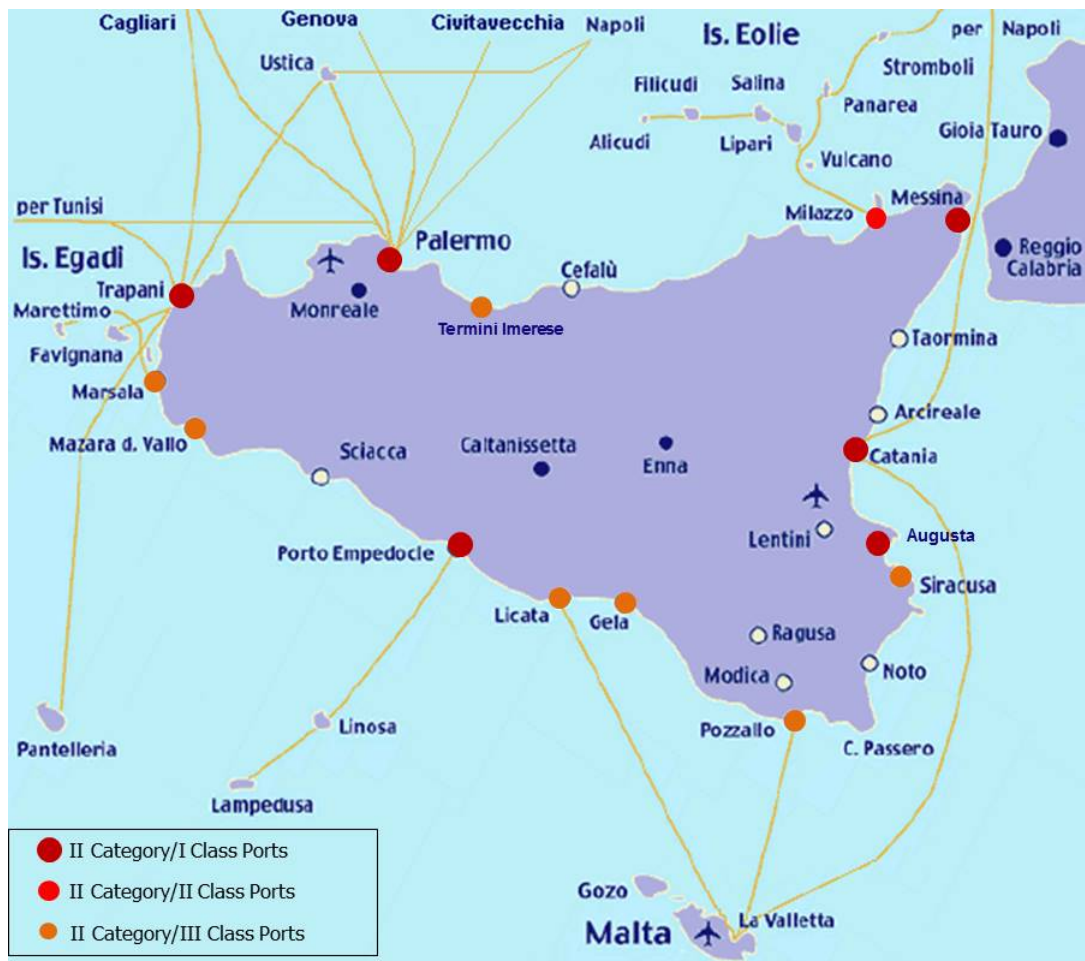 Cagliari
Genova
Civitavecchia
Napoli
Is. Eolie
per Napoli
Ustica
Filicudi
Salina
Stromboli
Panarea
Gioia Tauro
Alicudi
Lipari
Vulcano
per Tunisi
Milazzo
Messina
Palermo
Reggio
Calabria
Is. Egadi
Trapani
Cefalù
Marettimo
Monreale
Termini Imerese
Taormina
Favignana
Marsala
Arcireale
Mazara d. Vallo
Sciacca
Caltanissetta
Enna
Catania
Lentini
Augusta
Porto Empedocle
Siracusa
Licata
Gela
Ragusa
Modica
Noto
Pantelleria
Linosa
Pozzallo
C. Passero
Lampedusa
II Category/I Class Ports
II Category/II Class Ports
II Category/III Class Ports
Gozo
La Valletta
Malta